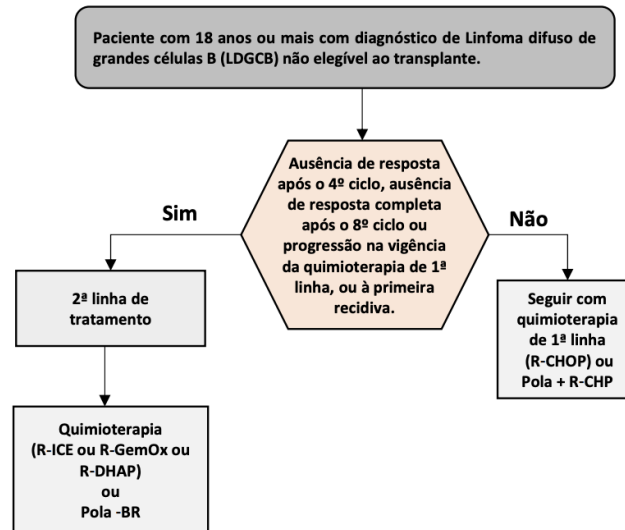 Paciente com 18 anos ou mais com diagnóstico de Linfoma difuso de
grandes células B (LDGCB) não elegível ao transplante.
Ausência de resposta
após o 4º ciclo, ausência
de resposta completa
após o 8º ciclo ou
progressão na vigência
da quimioterapia de 1ª
linha, ou à primeira
recidiva.
Sim
Não
2ª linha de
tratamento
Seguir com
quimioterapia
de 1ª linha
(R-CHOP) ou
Pola + R-CHP
Quimioterapia
(R-ICE ou R-GemOx ou
R-DHAP)
ou
Pola -BR